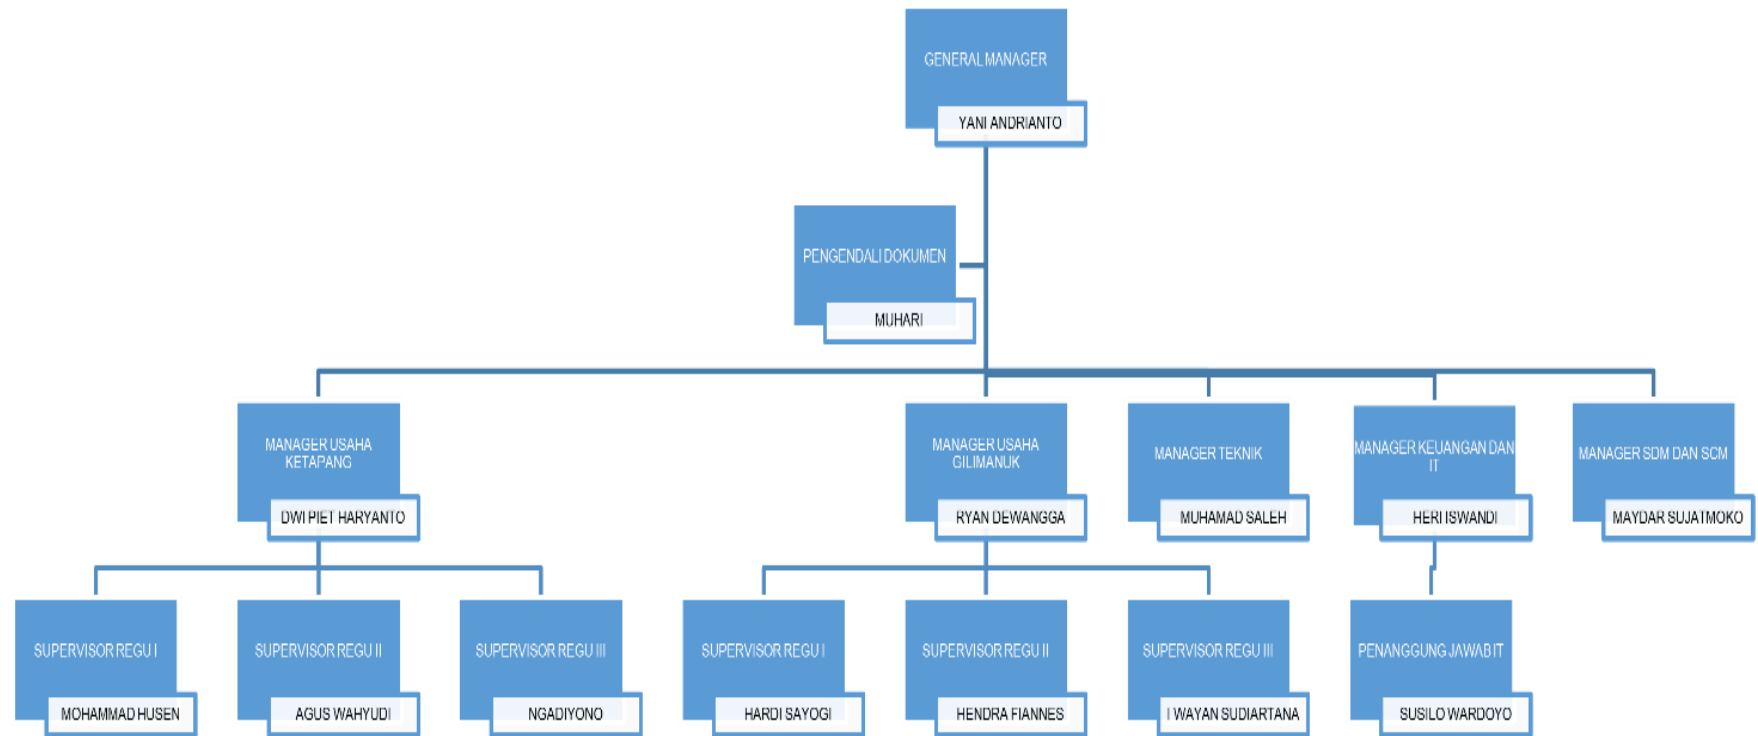 GENERAL MANAGER
YANI ANDRIANTO
PENGENDALI DOKUMEN
MUHARI
MANAGER USAHA
KETAPANG
DWI PIET HARYANTO
MANAGER USAHA
GILIMANUK
RYAN DEWANGGA
MANAGER TEKNIK
MUHAMAD SALEH
MANAGER KEUANGAN DAN
IT
HERI ISWANDI
MANAGER SDM DAN SCM
MAYDAR SUJATMOKO
SUPERVISOR REGU I
MOHAMMAD HUSEN
SUPERVISOR REGU II
AGUS WAHYUDI
SUPERVISOR REGU III
NGADIYONO
SUPERVISOR REGU I
HARDI SAYOGI
SUPERVISOR REGU II
HENDRA FIANNES
SUPERVISOR REGU III
I WAYAN SUDIARTANA
PENANGGUNG JAWAB IT
SUSILO WARDOYO